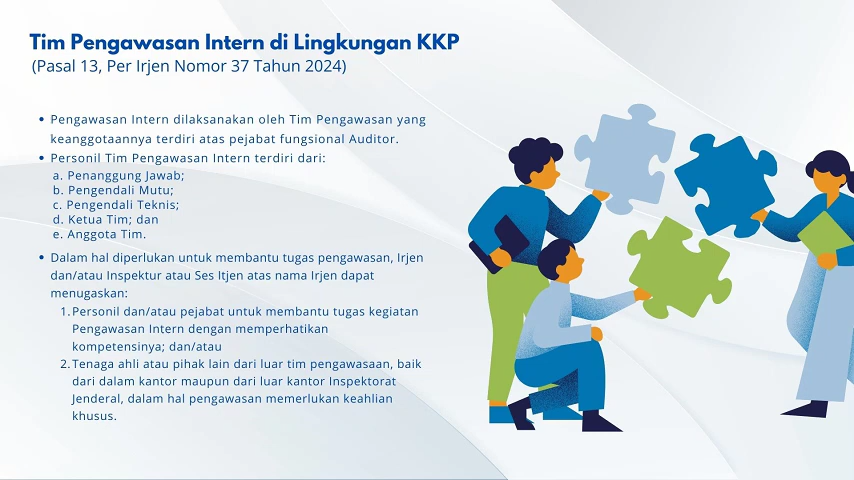 Tim Pengawasan Intern di Lingkungan KKP
(Pasal 13, Per Irjen Nomor 37 Tahun 2024)
• Pengawasan Intern dilaksanakan oleh Tim Pengawasan yang
keanggotaannya terdiri atas pejabat fungsional Auditor.
• Personil Tim Pengawasan Intern terdiri dari:
a. Penanggung Jawab;
b. Pengendali Mutu;
c. Pengendali Teknis;
d. Ketua Tim; dan
e. Anggota Tim.
• Dalam hal diperlukan untuk membantu tugas pengawasan, Irjen
dan/atau Inspektur atau Ses Itjen atas nama Irjen dapat
menugaskan:
1. Personil dan/atau pejabat untuk membantu tugas kegiatan
Pengawasan Intern dengan memperhatikan
kompetensinya; dan/atau
2. Tenaga ahli atau pihak lain dari luar tim pengawasaan, baik
dari dalam kantor maupun dari luar kantor Inspektorat
Jenderal, dalam hal pengawasan memerlukan keahlian
khusus.